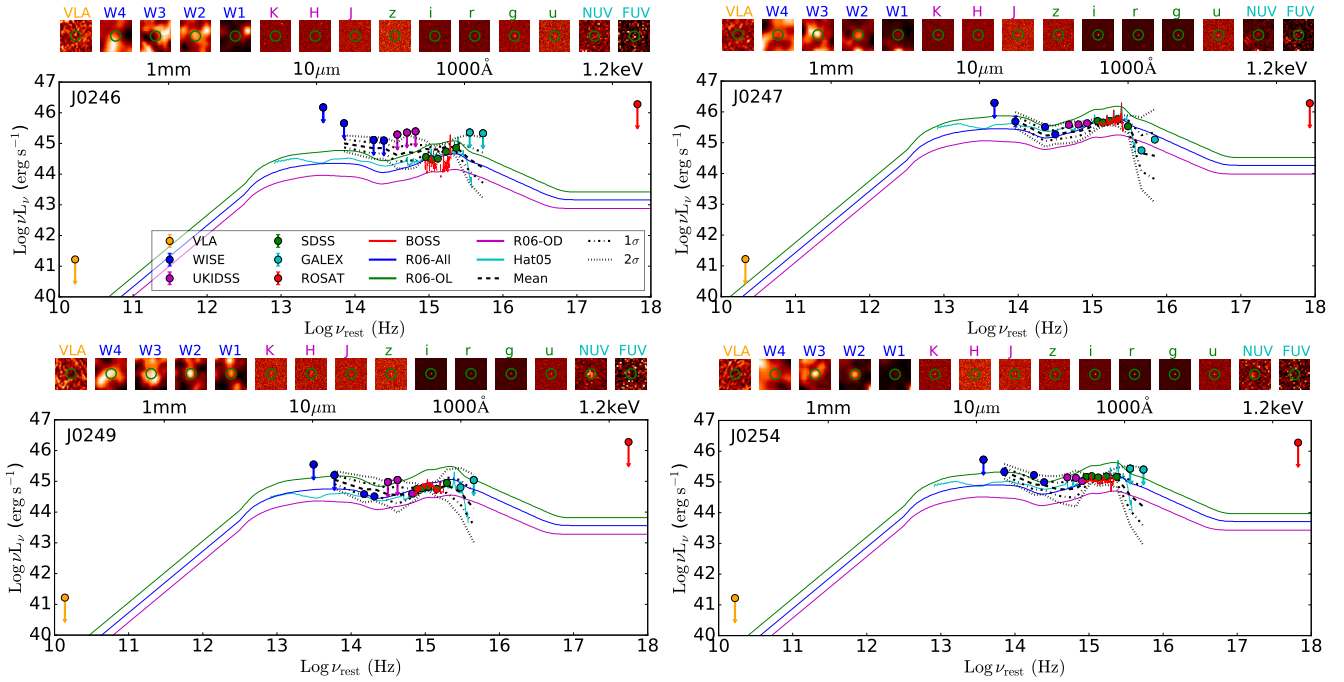 VLA W4 W3 W2 W1 K H J z i r g u NUV FUV
1mm 10μm 1000Å 1.2keV
J0246
47
46
45
44
43
42
41
40
Log νL_ν (erg s⁻¹)
VLA SDSS BOSS R06-OD 1σ
WISE GALEX R06-All Hat05 2σ
UKIDSS ROSAT R06-OL Mean
10 11 12 13 14 15 16 17 18
Log ν_rest (Hz)
VLA W4 W3 W2 W1 K H J z i r g u NUV FUV
1mm 10μm 1000Å 1.2keV
J0247
47
46
45
44
43
42
41
40
Log νL_ν (erg s⁻¹)
10 11 12 13 14 15 16 17 18
Log ν_rest (Hz)
VLA W4 W3 W2 W1 K H J z i r g u NUV FUV
1mm 10μm 1000Å 1.2keV
J0249
47
46
45
44
43
42
41
40
Log νL_ν (erg s⁻¹)
10 11 12 13 14 15 16 17 18
Log ν_rest (Hz)
VLA W4 W3 W2 W1 K H J z i r g u NUV FUV
1mm 10μm 1000Å 1.2keV
J0254
47
46
45
44
43
42
41
40
Log νL_ν (erg s⁻¹)
10 11 12 13 14 15 16 17 18
Log ν_rest (Hz)